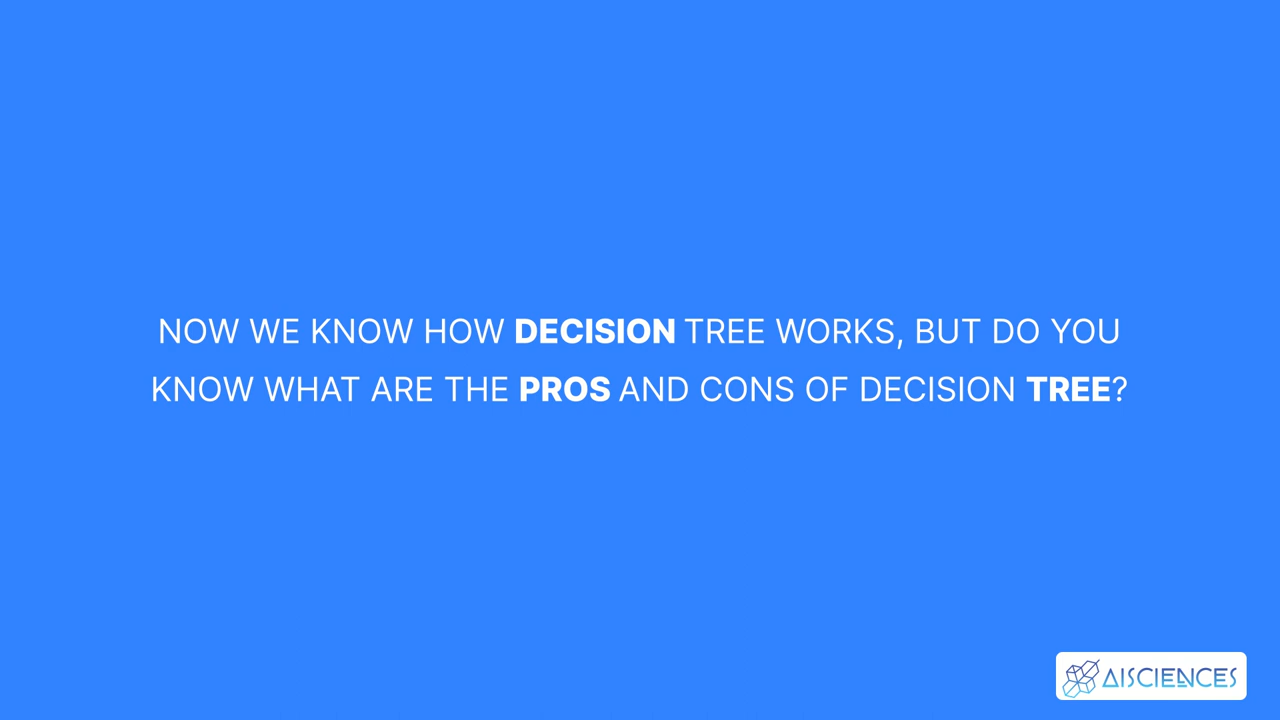 NOW WE KNOW HOW DECISION TREE WORKS, BUT DO YOU
KNOW WHAT ARE THE PROS AND CONS OF DECISION TREE?
AISCIENCES